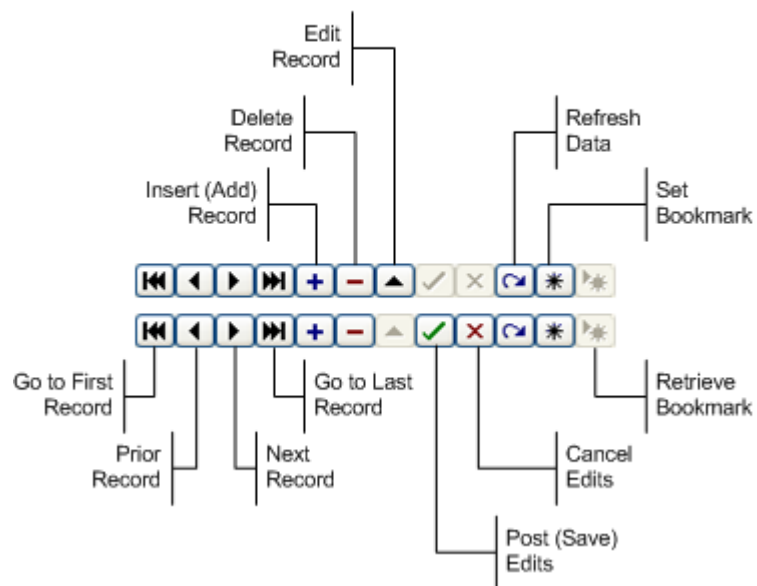 Edit
Record
Delete
Record
Refresh
Data
Insert (Add)
Record
Set
Bookmark
Go to First
Record
Go to Last
Record
Retrieve
Bookmark
Prior
Record
Next
Record
Cancel
Edits
Post (Save)
Edits